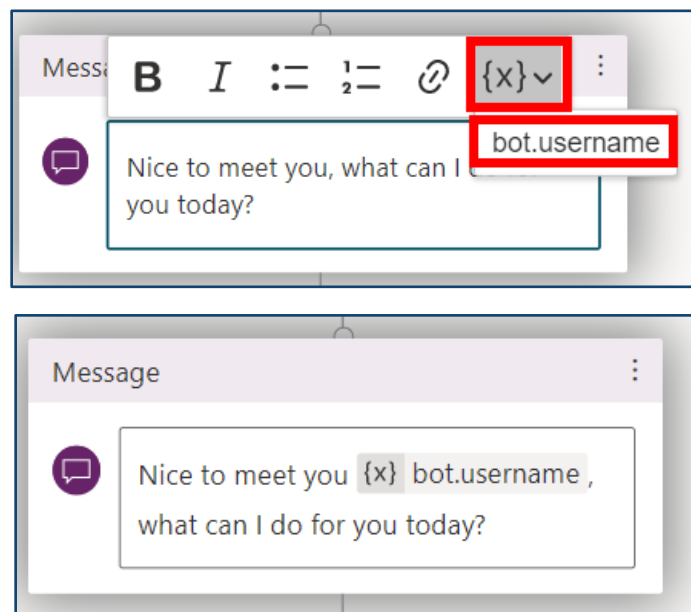 Messa
B I {x}
bot.username
Nice to meet you, what can I
you today?
Message
Nice to meet you {x} bot.username,
what can I do for you today?